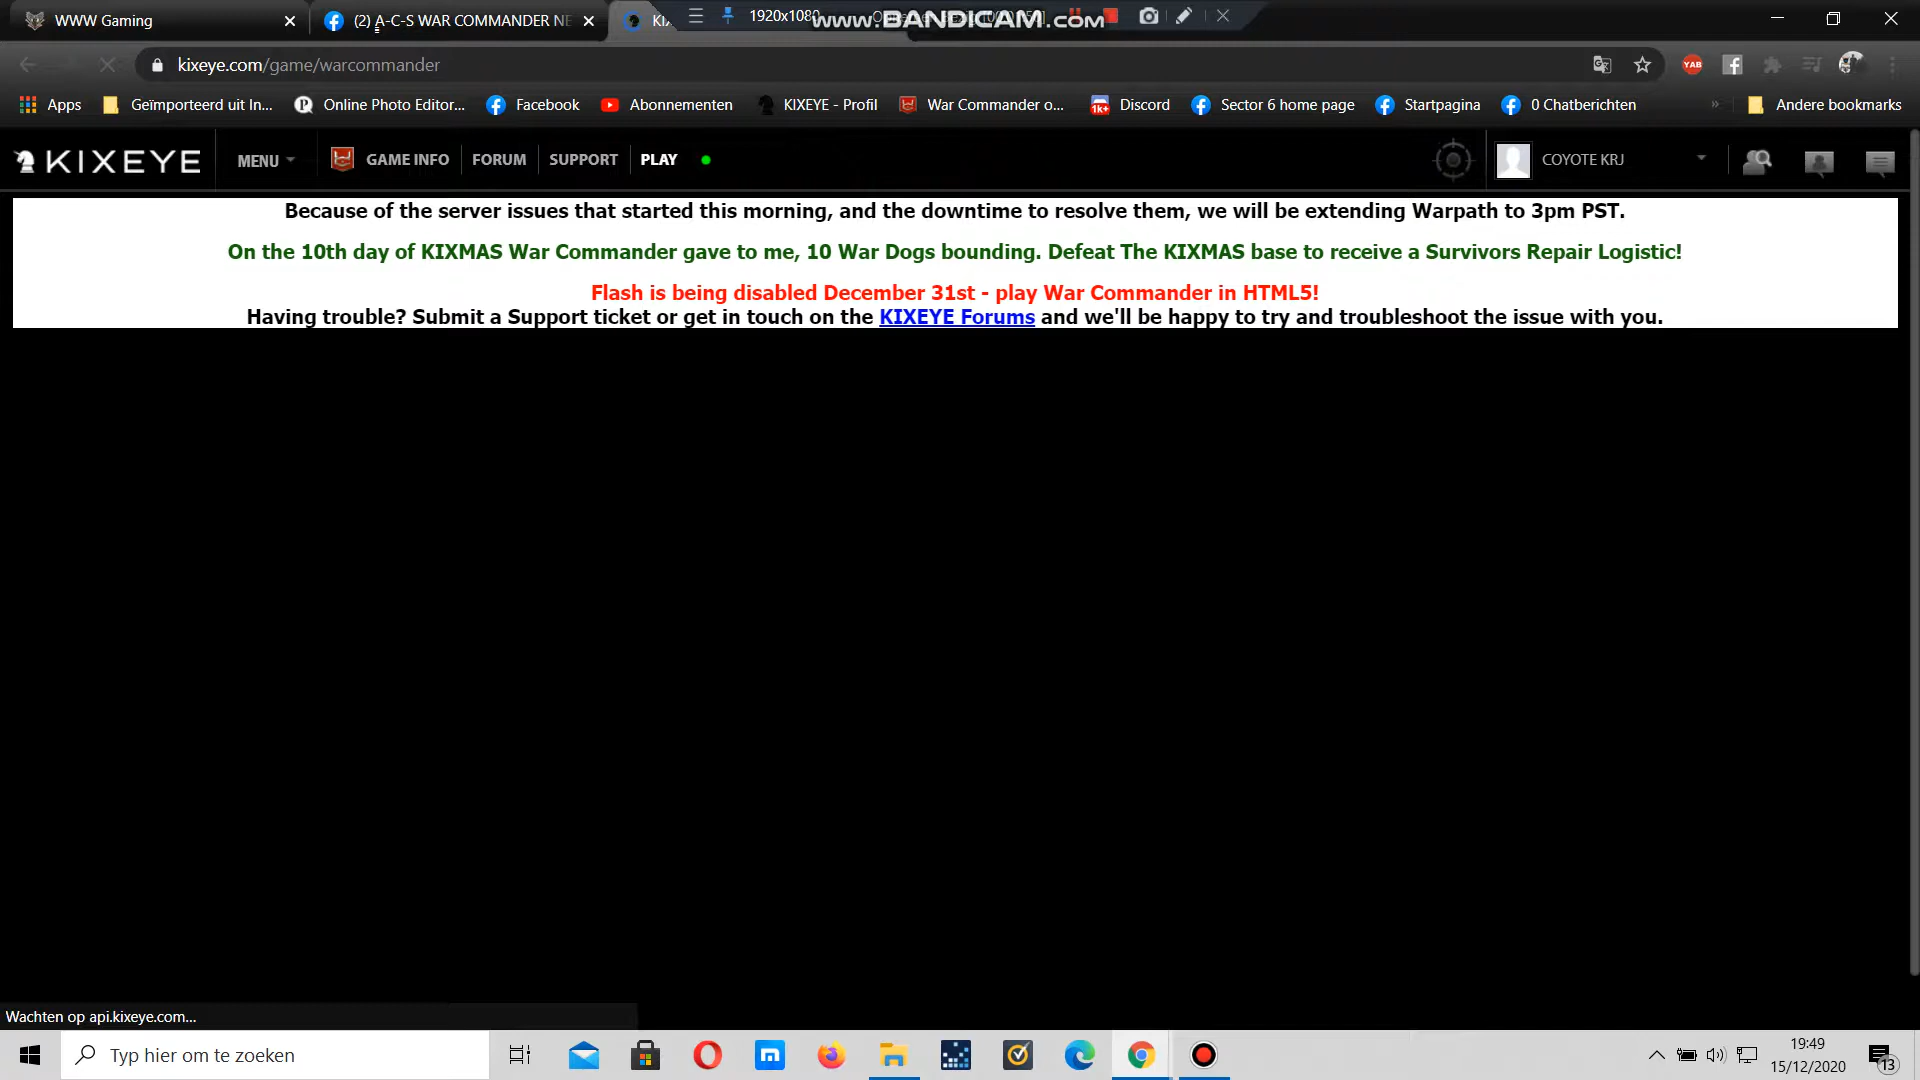 WWW Gaming
(2) A-C-S WAR COMMANDER NE
1920x1080
www.BANDICAM.com
kixeye.com/game/warcommander
YAB
Apps
Geïmporteerd uit In...
Online Photo Editor...
Facebook
Abonnementen
KIXEYE - Profil
War Commander o...
1k+
Discord
Sector 6 home page
Startpagina
0 Chatberichten
»
Andere bookmarks
KIXEYE
MENU
GAME INFO
FORUM
SUPPORT
PLAY
COYOTE KRJ
Because of the server issues that started this morning, and the downtime to resolve them, we will be extending Warpath to 3pm PST.
On the 10th day of KIXMAS War Commander gave to me, 10 War Dogs bounding. Defeat The KIXMAS base to receive a Survivors Repair Logistic!
Flash is being disabled December 31st - play War Commander in HTML5!
Having trouble? Submit a Support ticket or get in touch on the KIXEYE Forums and we'll be happy to try and troubleshoot the issue with you.
Wachten op api.kixeye.com...
Typ hier om te zoeken
19:49
15/12/2020
13